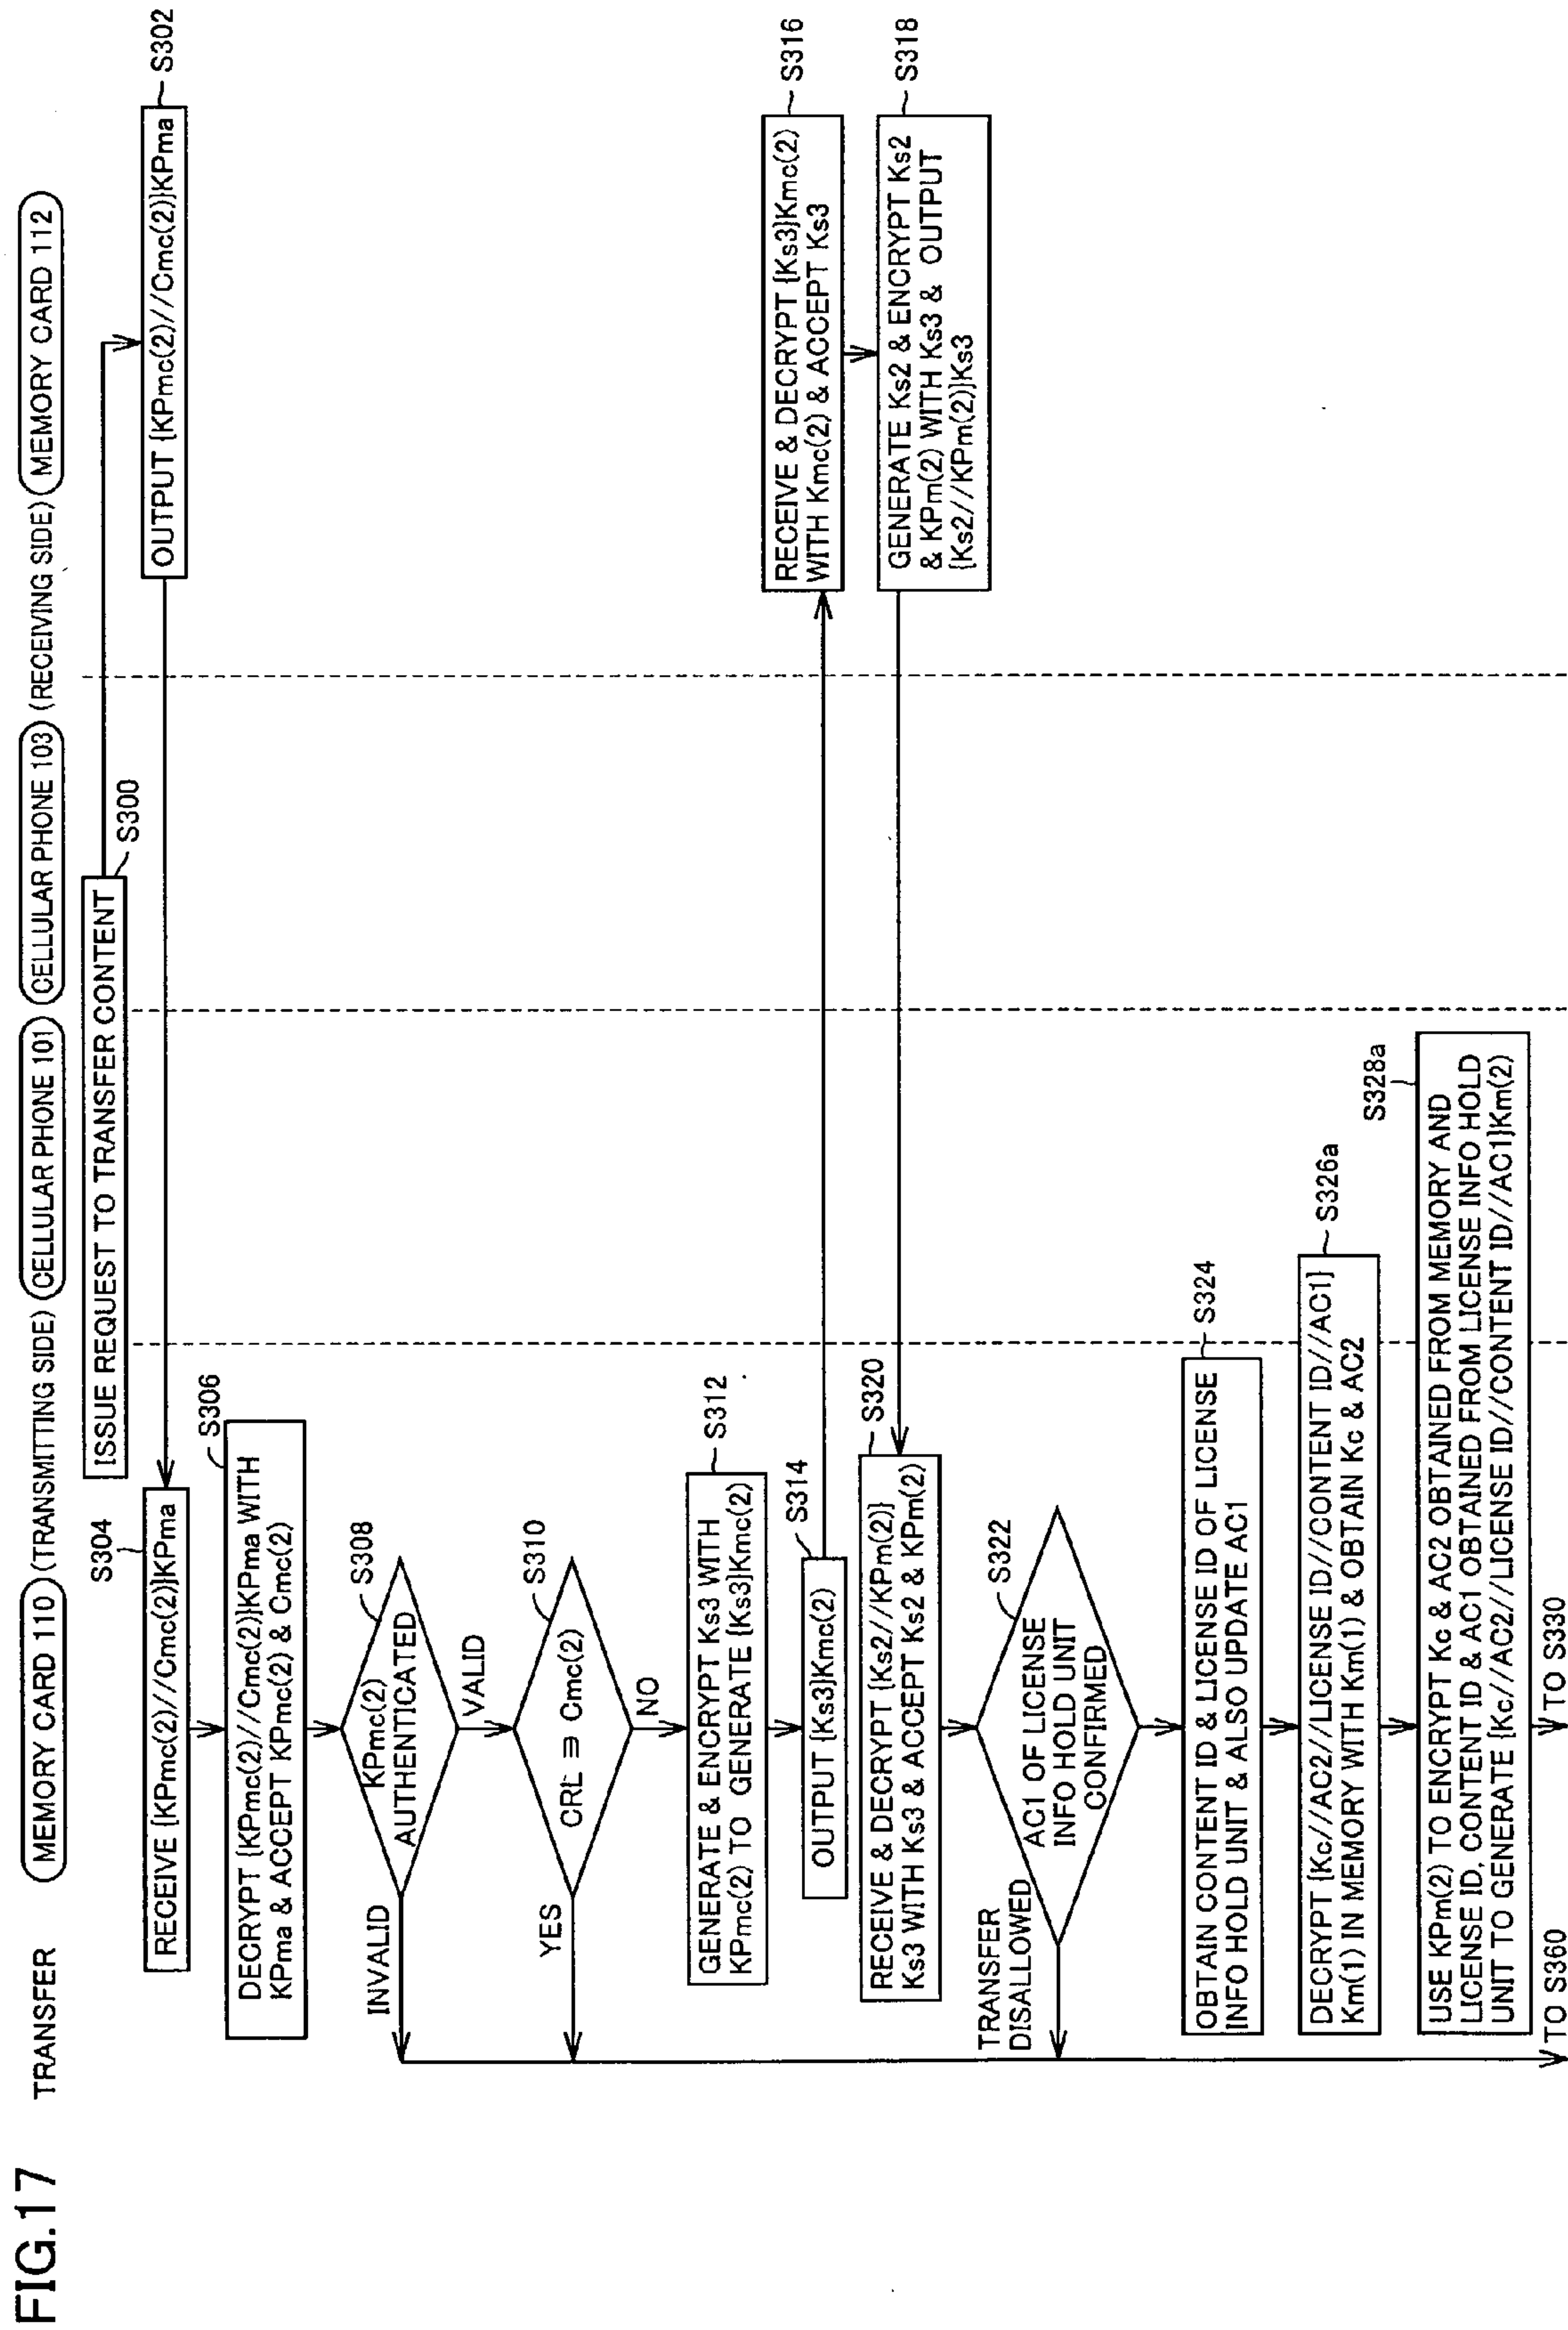 FIG.17
TRANSFER
MEMORY CARD 110 (TRANSMITTING SIDE) CELLULAR PHONE 101 CELLULAR PHONE 103 (RECEIVING SIDE) MEMORY CARD 112
S300
ISSUE REQUEST TO TRANSFER CONTENT
S302
OUTPUT {KPmc(2)//Cmc(2)}KPma
S304
RECEIVE {KPmc(2)//Cmc(2)}KPma
S306
DECRYPT {KPmc(2)//Cmc(2)}KPma WITH
KPma & ACCEPT KPmc(2) & Cmc(2)
S308
KPmc(2)
AUTHENTICATED
INVALID
VALID
S310
CRL ∋ Cmc(2)
YES
NO
S312
GENERATE & ENCRYPT Ks3 WITH
KPmc(2) TO GENERATE {Ks3}Kmc(2)
S314
OUTPUT {Ks3}Kmc(2)
S316
RECEIVE & DECRYPT {Ks3}Kmc(2)
WITH Kmc(2) & ACCEPT Ks3
S318
GENERATE Ks2 & ENCRYPT Ks2
& KPm(2) WITH Ks3 & OUTPUT
{Ks2//KPm(2)}Ks3
S320
RECEIVE & DECRYPT {Ks2//KPm(2)}
Ks3 WITH Ks3 & ACCEPT Ks2 & KPm(2)
S322
AC1 OF LICENSE
INFO HOLD UNIT
CONFIRMED
TRANSFER
DISALLOWED
S324
OBTAIN CONTENT ID & LICENSE ID OF LICENSE
INFO HOLD UNIT & ALSO UPDATE AC1
S326a
DECRYPT {Kc//AC2//LICENSE ID//CONTENT ID//AC1}
Km(1) IN MEMORY WITH Km(1) & OBTAIN Kc & AC2
S328a
USE KPm(2) TO ENCRYPT Kc & AC2 OBTAINED FROM MEMORY AND
LICENSE ID, CONTENT ID & AC1 OBTAINED FROM LICENSE INFO HOLD
UNIT TO GENERATE {Kc//AC2//LICENSE ID//CONTENT ID//AC1}Km(2)
TO S360
TO S330